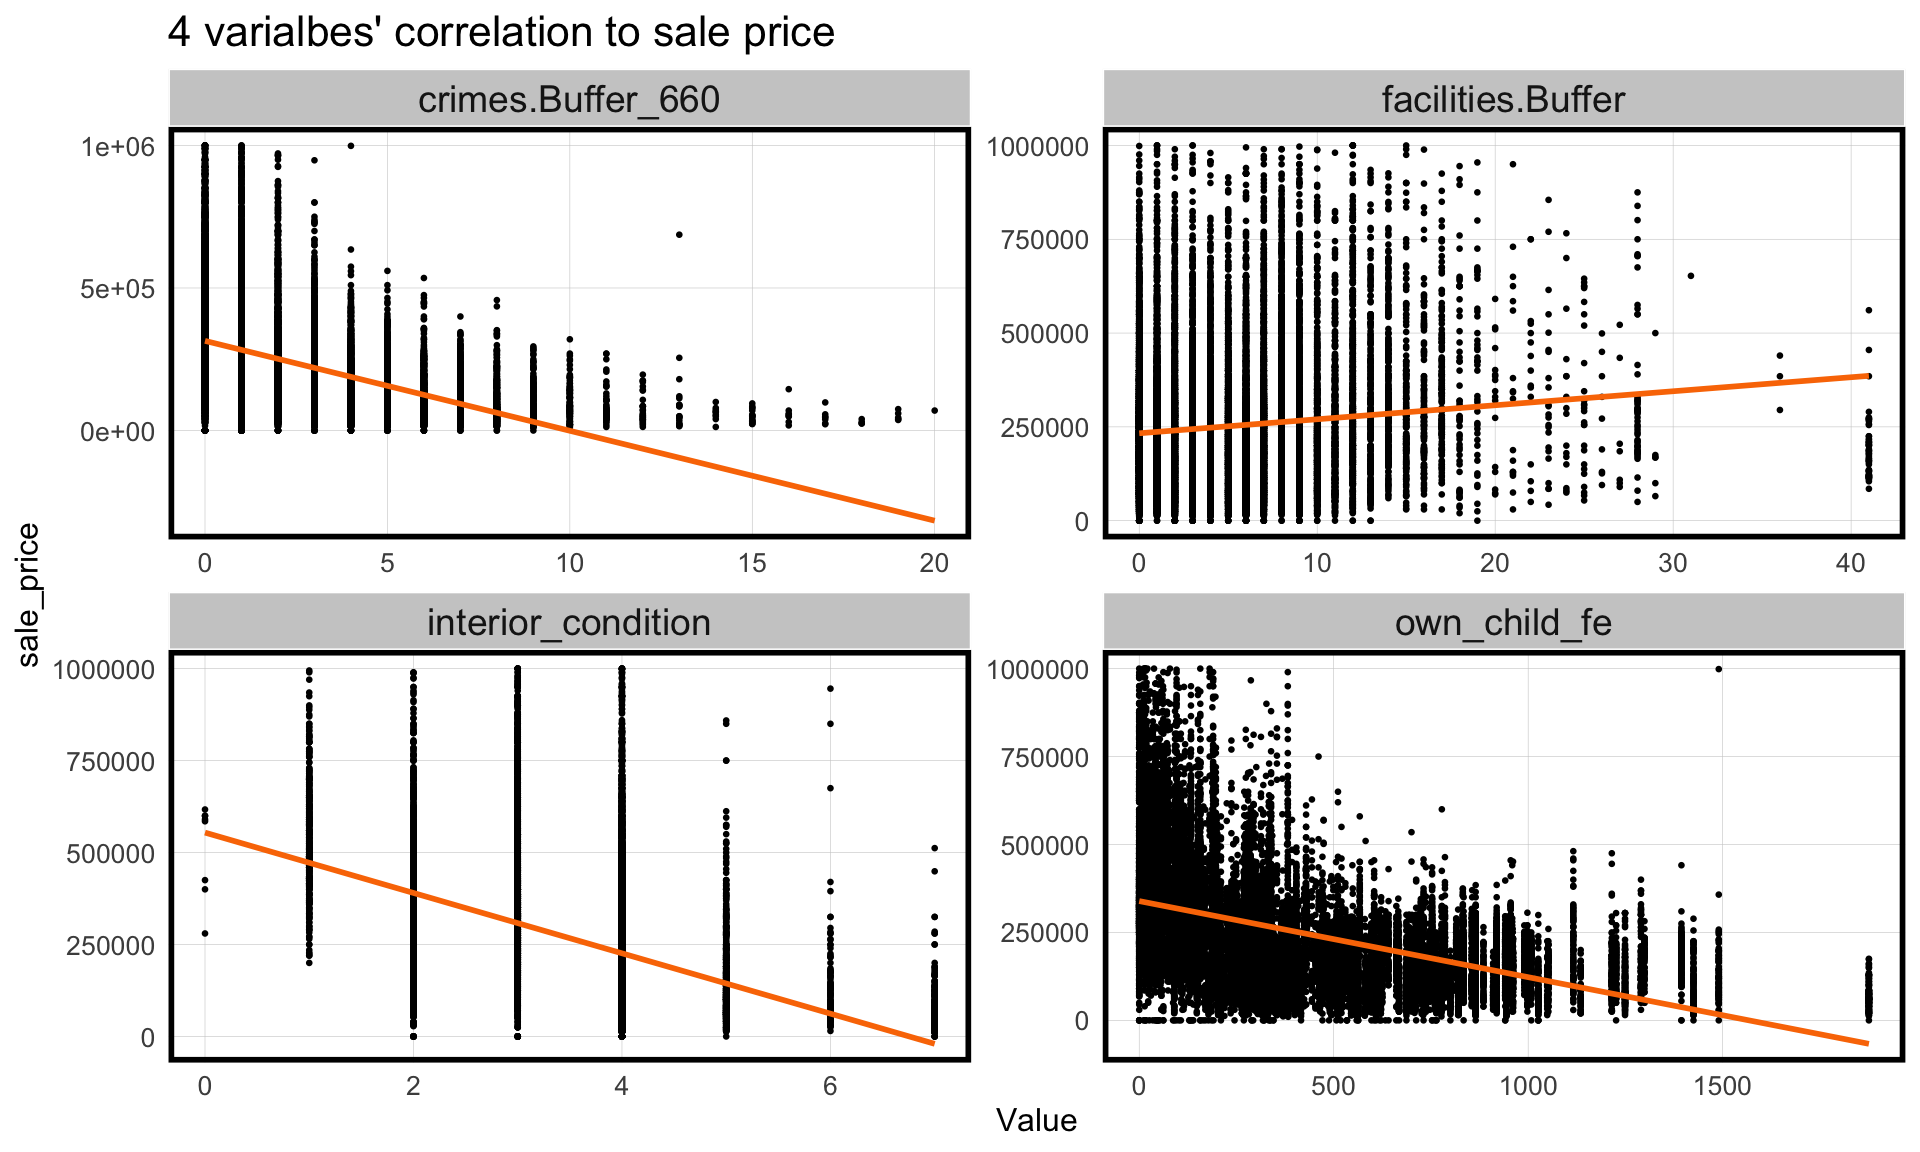 4 varialbes' correlation to sale price
crimes.Buffer_660
facilities.Buffer
1e+06
5e+05
0e+00
0 5 10 15 20
1000000
750000
500000
250000
0
0 10 20 30 40
sale_price
interior_condition
own_child_fe
1000000
750000
500000
250000
0
0 2 4 6
1000000
750000
500000
250000
0
0 500 1000 1500
Value